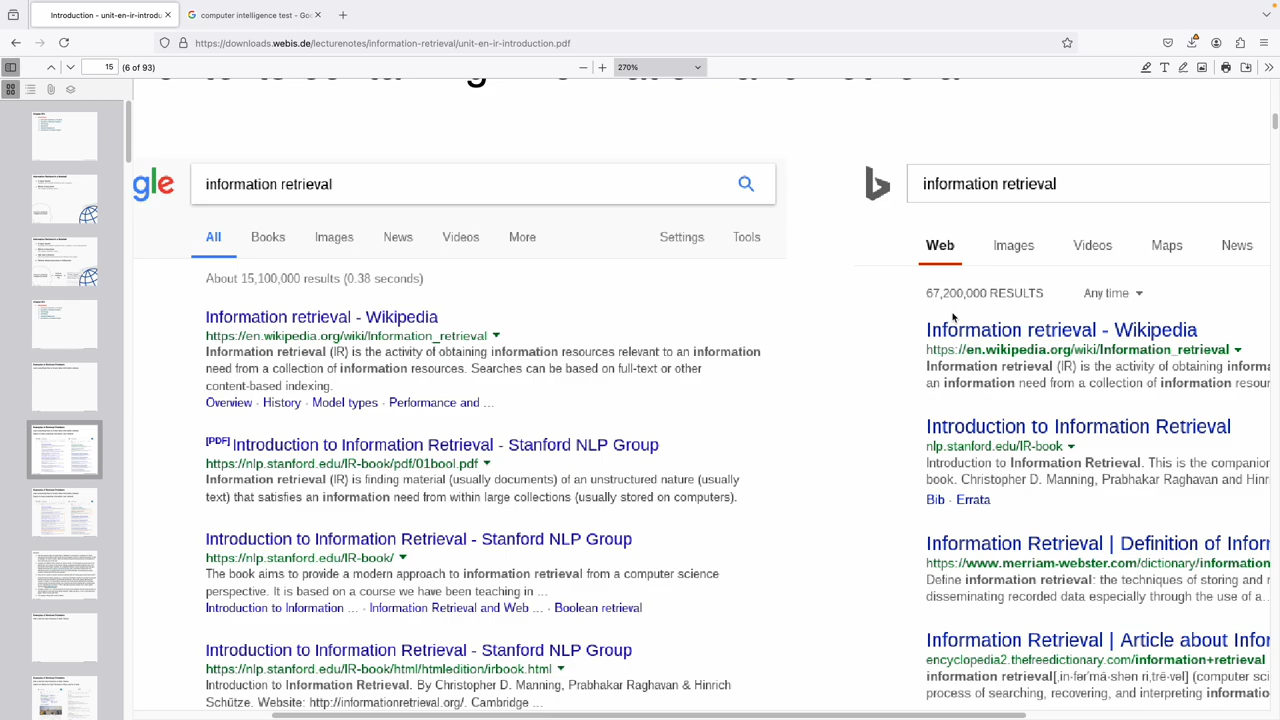 Introduction - unit-en-ir-introdu
computer intelligence test - Goo
https://downloads.webis.de/lecturenotes/information-retrieval/unit-en-ir-introduction.pdf
15 (6 of 93)
270%
gle
information retrieval
All Books Images News Videos More Settings Tools
About 15,100,000 results (0.38 seconds)
Information retrieval - Wikipedia
https://en.wikipedia.org/wiki/Information_retrieval
Information retrieval (IR) is the activity of obtaining information resources relevant to an information
need from a collection of information resources. Searches can be based on full-text or other
content-based indexing.
Overview · History · Model types · Performance and ...
[PDF] Introduction to Information Retrieval - Stanford NLP Group
https://nlp.stanford.edu/IR-book/pdf/01bool.pdf
Information retrieval (IR) is finding material (usually documents) of an unstructured nature (usually
text) that satisfies an information need from within large collections (usually stored on computers).
Introduction to Information Retrieval - Stanford NLP Group
https://nlp.stanford.edu/IR-book/
The book aims to provide a modern approach to information retrieval from a computer science
perspective. It is based on a course we have been teaching in ...
Introduction to Information ... · Information Retrieval and Web ... · Boolean retrieval
Introduction to Information Retrieval - Stanford NLP Group
https://nlp.stanford.edu/IR-book/html/htmledition/irbook.html
Introduction to Information Retrieval. By Christopher D. Manning, Prabhakar Raghavan & Hinrich
Schütze. Website: http://informationretrieval.org/ Cambridge ...
information retrieval
Web Images Videos Maps News
67,200,000 RESULTS Any time
Information retrieval - Wikipedia
https://en.wikipedia.org/wiki/Information_retrieval
Information retrieval (IR) is the activity of obtaining informa
an information need from a collection of information resour
Introduction to Information Retrieval
nlp.stanford.edu/IR-book
Introduction to Information Retrieval. This is the companion
book. Christopher D. Manning, Prabhakar Raghavan and Hinr
Bib · Errata
Information Retrieval | Definition of Infor
https://www.merriam-webster.com/dictionary/information
Define information retrieval: the techniques of storing and r
disseminating recorded data especially through the use of a...
Information Retrieval | Article about Infor
encyclopedia2.thefreedictionary.com/information+retrieval
information retrieval[‚in·fər′mā·shən ri‚trē·vəl] (computer sci
process of searching, recovering, and interpreting informatio